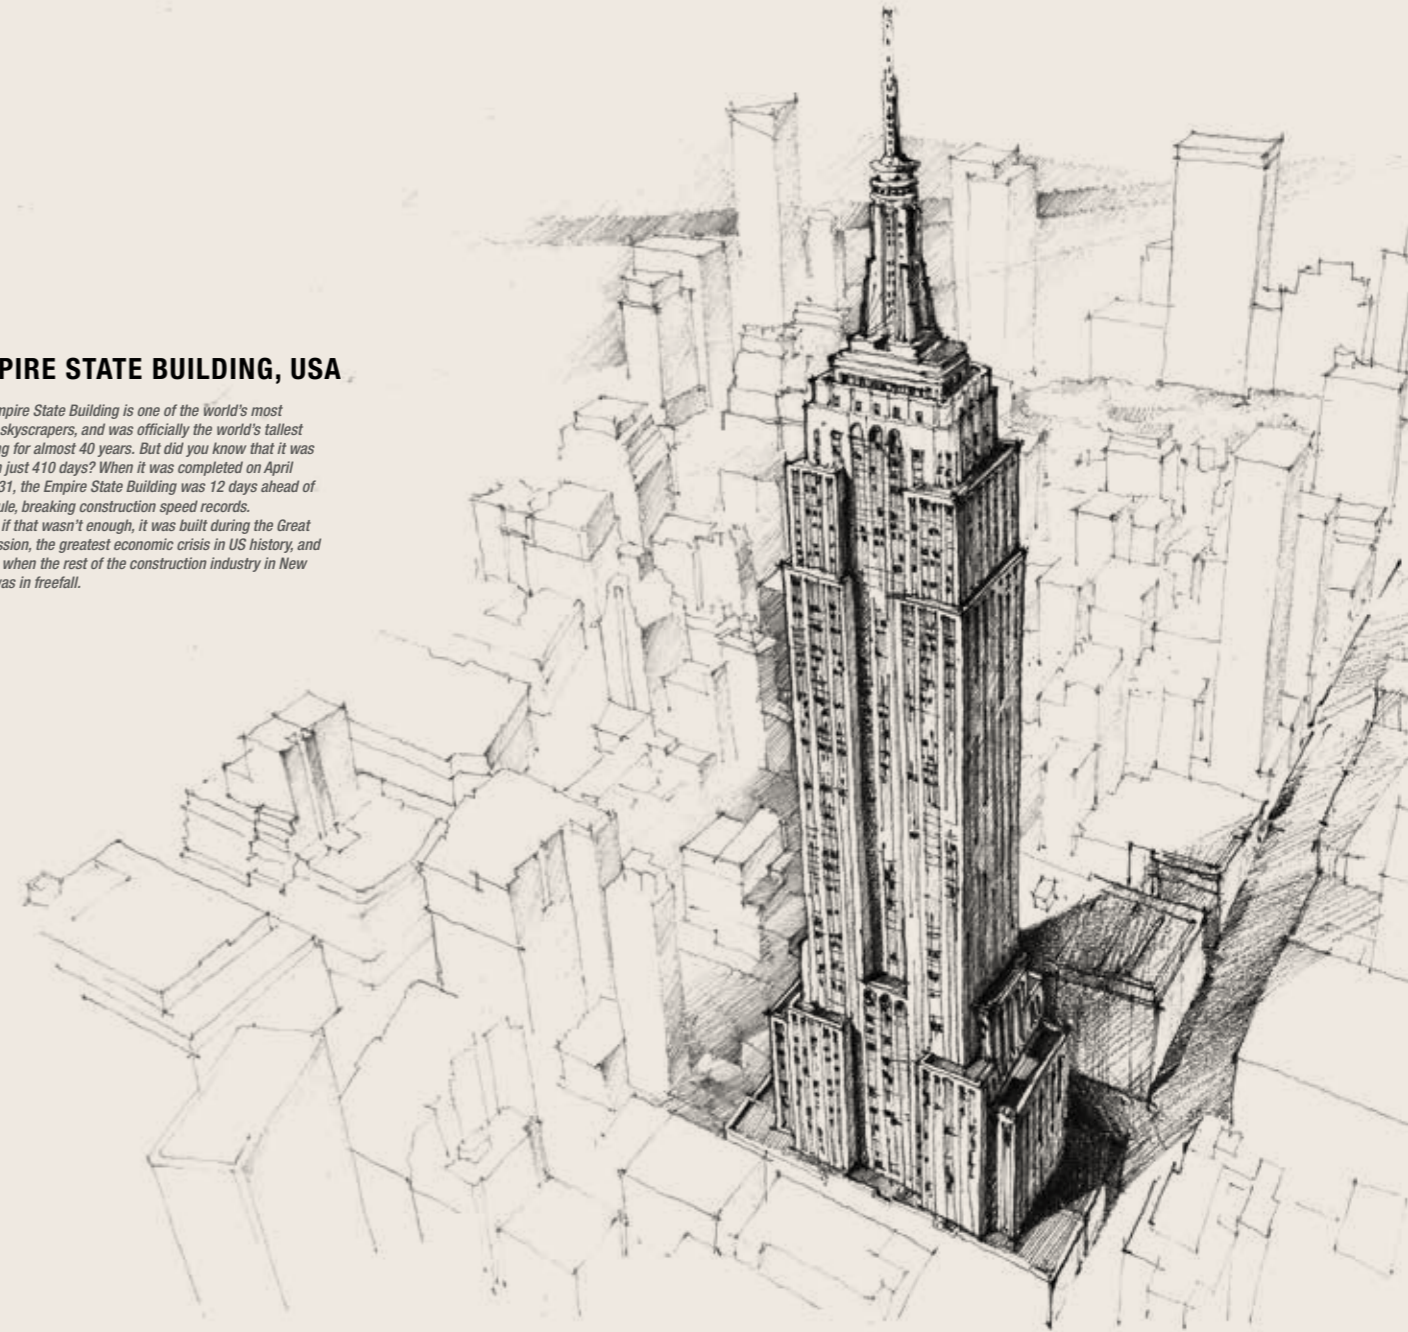 PIRE STATE BUILDING, USA
mpire State Building is one of the world's most
skyscrapers, and was officially the world's tallest
g for almost 40 years. But did you know that it was
n just 410 days? When it was completed on April
31, the Empire State Building was 12 days ahead of
ule, breaking construction speed records.
if that wasn't enough, it was built during the Great
ssion, the greatest economic crisis in US history, and
when the rest of the construction industry in New
vas in freefall.